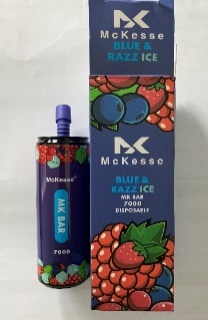 McKesse
BLUE &
RAZZ ICE
McKesse
BLUE &
RAZZ ICE
MK BAR
7000
DISPOSABLE
McKesse
MK BAR
7000